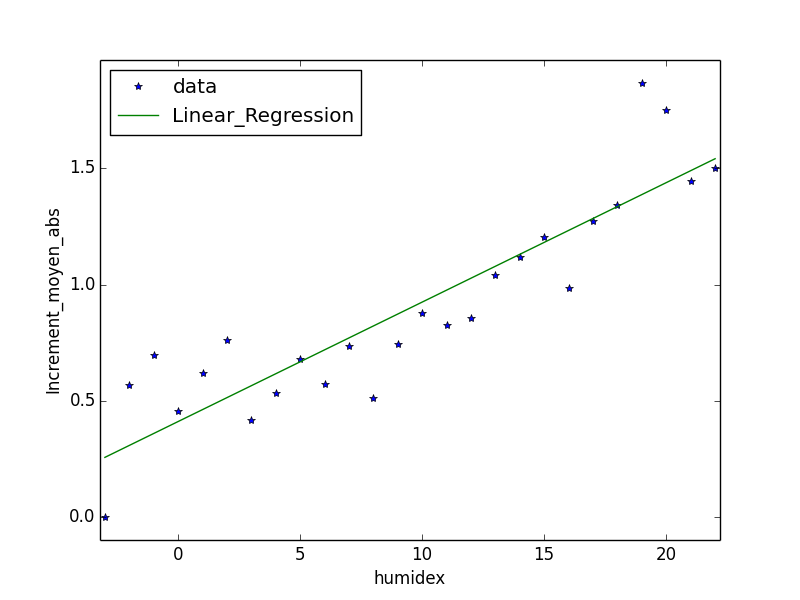 data
Linear_Regression
Increment_moyen_abs
1.5
1.0
0.5
0.0
0 5 10 15 20
humidex